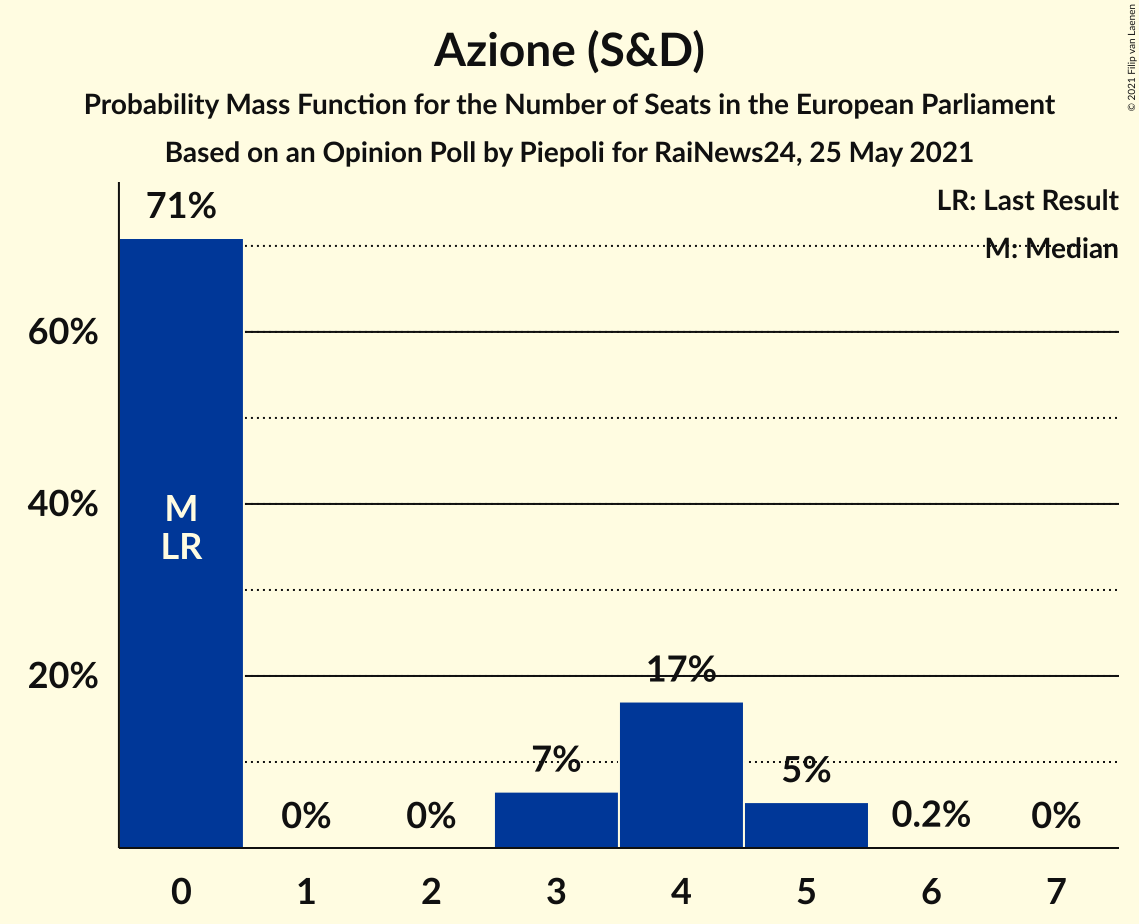 Azione (S&D)
Probability Mass Function for the Number of Seats in the European Parliament
Based on an Opinion Poll by Piepoli for RaiNews24, 25 May 2021
© 2021 Filip van Laenen
LR: Last Result
M: Median
71%
60%
40%
20%
M
LR
0%
0%
7%
17%
5%
0.2%
0%
0
1
2
3
4
5
6
7